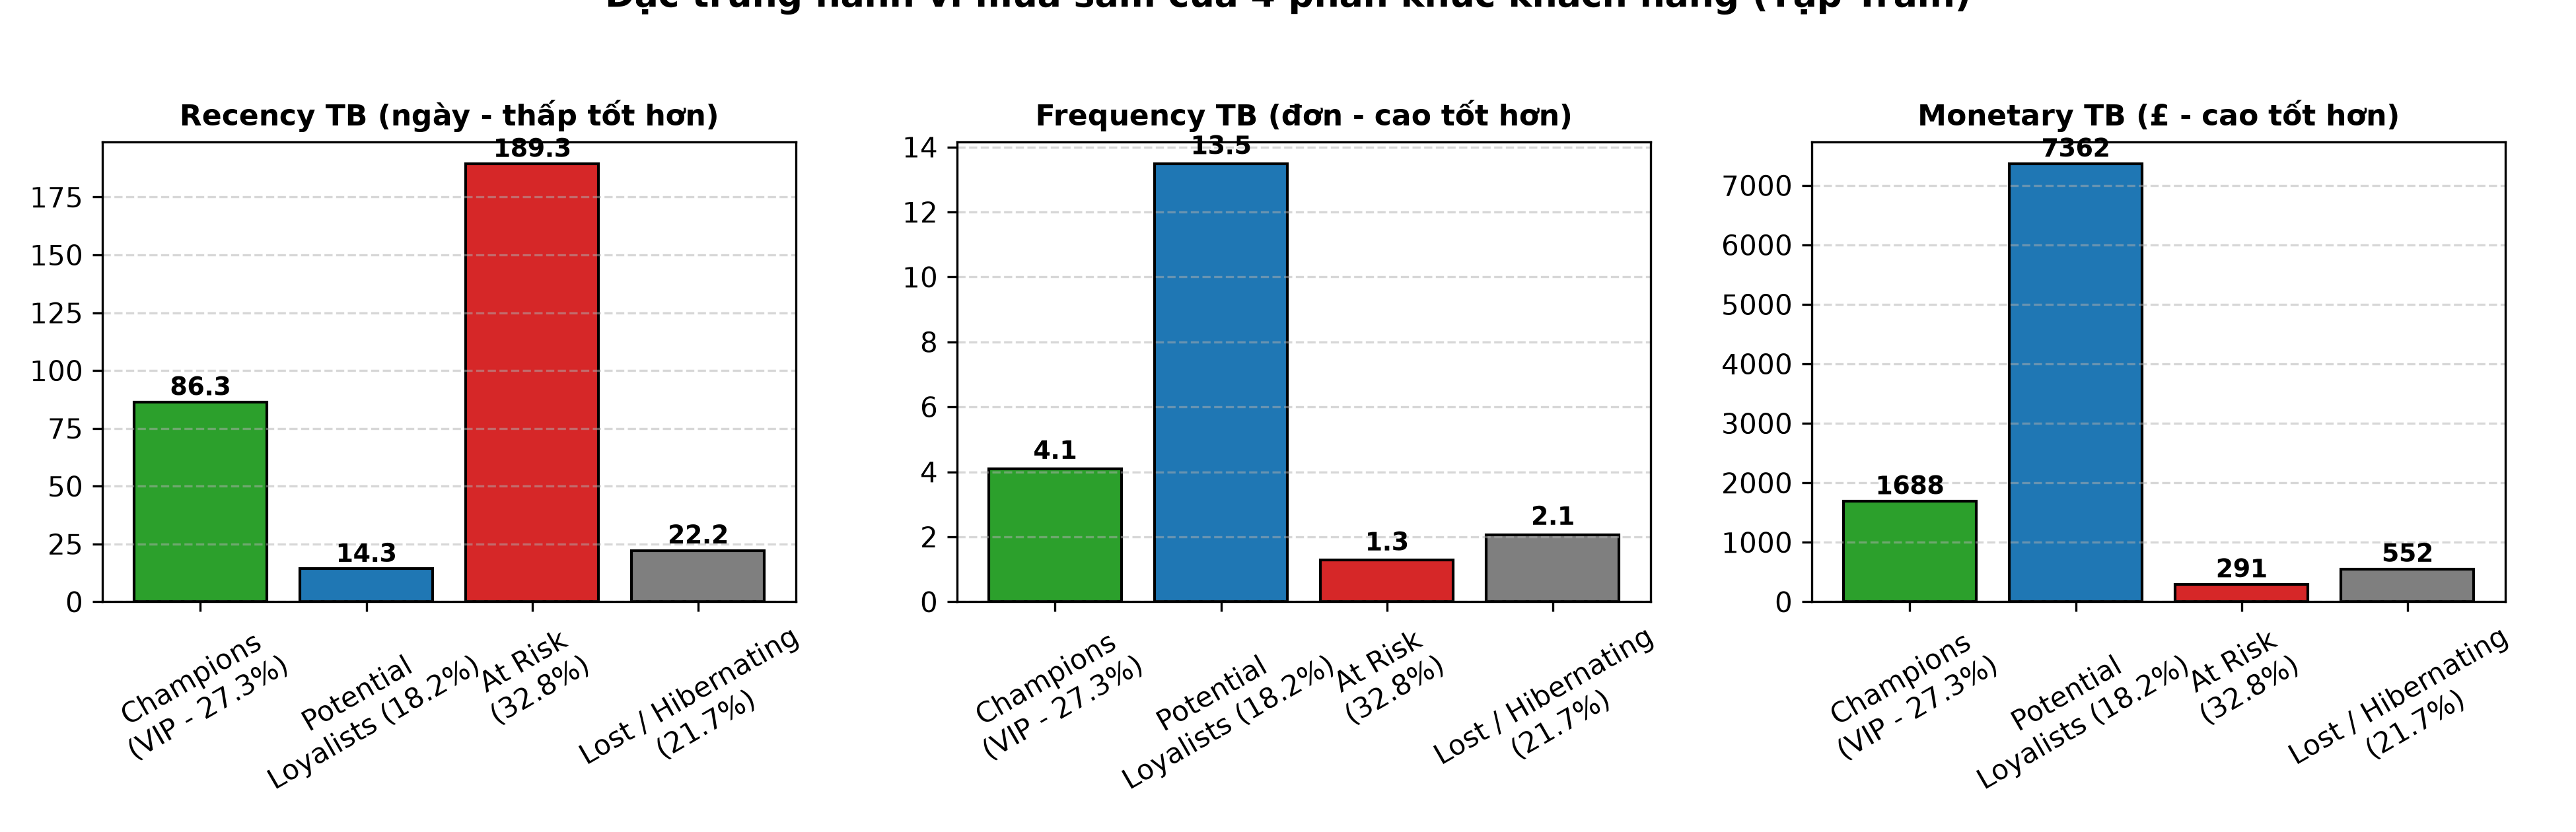 Recency TB (ngày - thấp tốt hơn)
189.3
175
150
125
100
75
50
25
0
86.3
14.3
22.2
Champions
(VIP - 27.3%)
Potential
Loyalists (18.2%)
At Risk
(32.8%)
Lost / Hibernating
(21.7%)
Frequency TB (đơn - cao tốt hơn)
14
12
10
8
6
4
2
0
4.1
13.5
1.3
2.1
Champions
(VIP - 27.3%)
Potential
Loyalists (18.2%)
At Risk
(32.8%)
Lost / Hibernating
(21.7%)
Monetary TB (£ - cao tốt hơn)
7000
6000
5000
4000
3000
2000
1000
0
1688
7362
291
552
Champions
(VIP - 27.3%)
Potential
Loyalists (18.2%)
At Risk
(32.8%)
Lost / Hibernating
(21.7%)